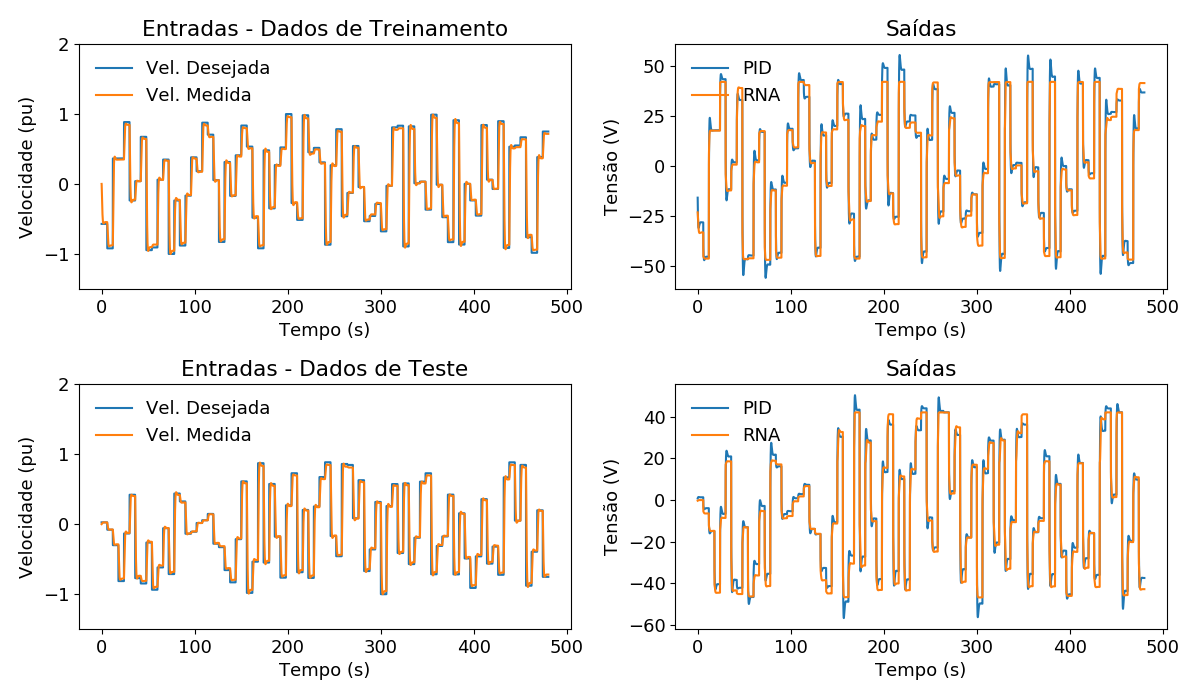 Entradas - Dados de Treinamento
2
1
0
−1
Velocidade (pu)
Vel. Desejada
Vel. Medida
0 100 200 300 400 500
Tempo (s)
Saídas
50
25
0
−25
−50
Tensão (V)
PID
RNA
0 100 200 300 400 500
Tempo (s)
Entradas - Dados de Teste
2
1
0
−1
Velocidade (pu)
Vel. Desejada
Vel. Medida
0 100 200 300 400 500
Tempo (s)
Saídas
40
20
0
−20
−40
−60
Tensão (V)
PID
RNA
0 100 200 300 400 500
Tempo (s)